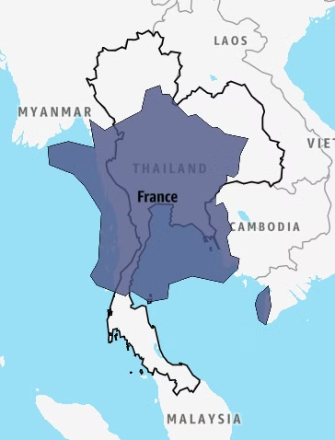 LAOS
MYANMAR
VIET
THAILAND
France
CAMBODIA
MALAYSIA